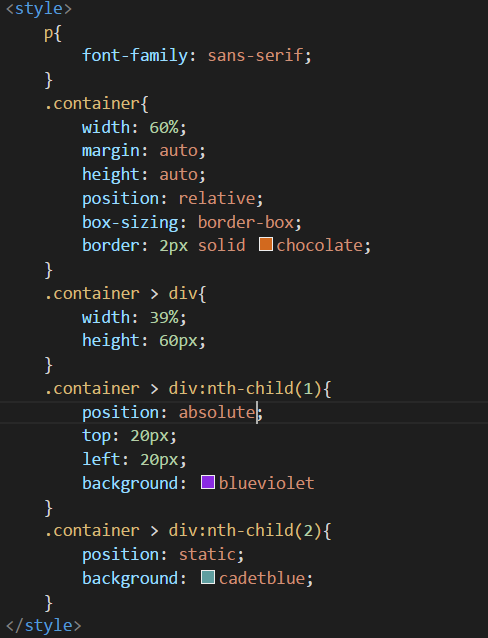 <style>
p{
font-family: sans-serif;
}
.container{
width: 60%;
margin: auto;
height: auto;
position: relative;
box-sizing: border-box;
border: 2px solid chocolate;
}
.container > div{
width: 39%;
height: 60px;
}
.container > div:nth-child(1){
position: absolute;
top: 20px;
left: 20px;
background: blueviolet
}
.container > div:nth-child(2){
position: static;
background: cadetblue;
}
</style>